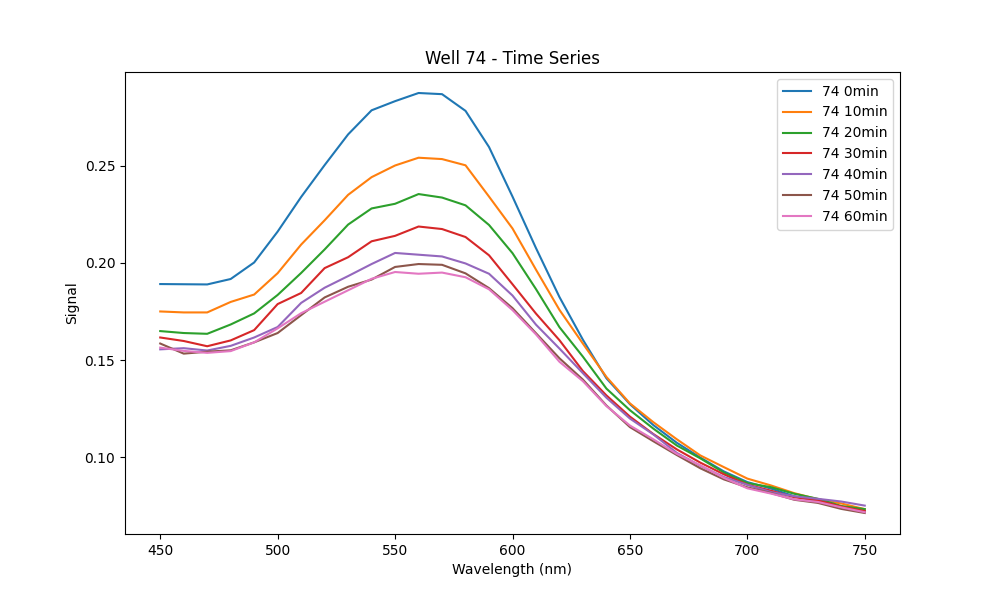 Well 74 - Time Series
74 0min
74 10min
74 20min
74 30min
74 40min
74 50min
74 60min
Signal
0.25
0.20
0.15
0.10
450 500 550 600 650 700 750
Wavelength (nm)